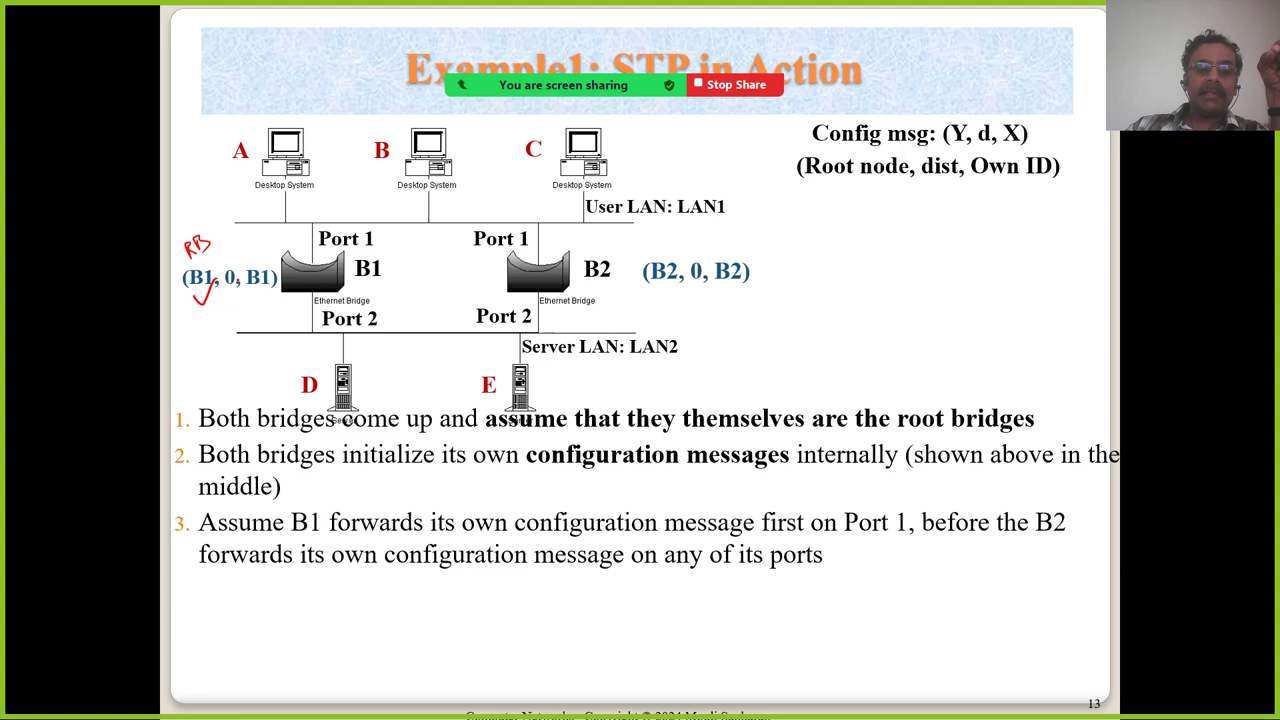 Example1: STP in Action
You are screen sharing
Stop Share
Config msg: (Y, d, X)
(Root node, dist, Own ID)
A
B
C
Desktop System
Desktop System
Desktop System
User LAN: LAN1
Port 1
Port 1
RB
(B1, 0, B1)
B1
B2
(B2, 0, B2)
Ethernet Bridge
Ethernet Bridge
Port 2
Port 2
Server LAN: LAN2
D
E
1. Both bridges come up and assume that they themselves are the root bridges
2. Both bridges initialize its own configuration messages internally (shown above in the
middle)
3. Assume B1 forwards its own configuration message first on Port 1, before the B2
forwards its own configuration message on any of its ports
13